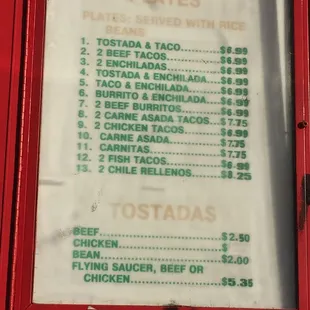 PLATES
PLATES: SERVED WITH RICE
BEANS
1. TOSTADA & TACO.........$6.99
2. 2 BEEF TACOS............$6.99
3. 2 ENCHILADAS............$6.99
4. TOSTADA & ENCHILADA..$6.99
5. TACO & ENCHILADA......$6.99
6. BURRITO & ENCHILADA...$6.99
7. 2 BEEF BURRITOS.........$6.99
8. 2 CARNE ASADA TACOS..$7.75
9. 2 CHICKEN TACOS........$6.99
10. CARNE ASADA............$7.75
11. CARNITAS.................$7.75
12. 2 FISH TACOS............$6.99
13. 2 CHILE RELLENOS.......$8.25
TOSTADAS
BEEF..........................$2.50
CHICKEN.....................$
BEAN..........................$2.00
FLYING SAUCER, BEEF OR
CHICKEN..................$5.35